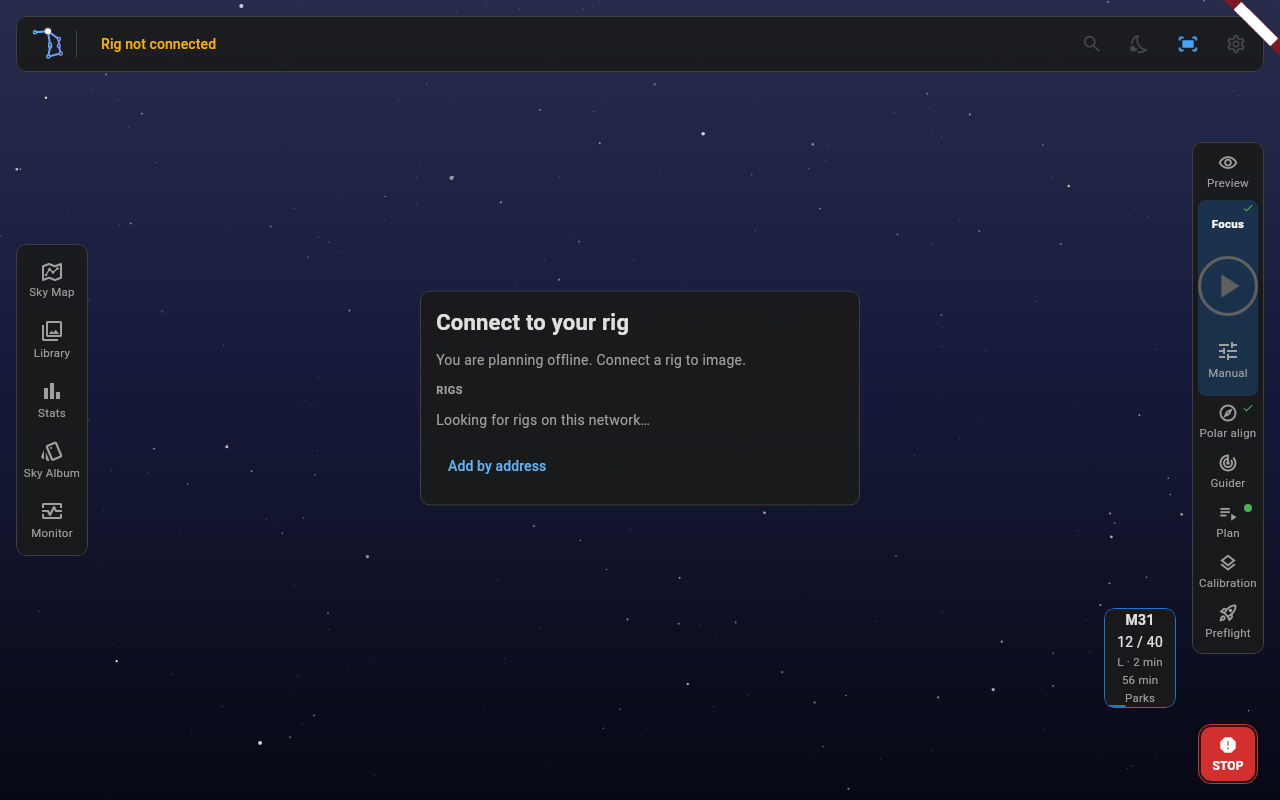 Rig not connected
Sky Map
Library
Stats
Sky Album
Monitor
Connect to your rig
You are planning offline. Connect a rig to image.
RIGS
Looking for rigs on this network…
Add by address
Preview
Focus
Manual
Polar align
Guider
Plan
Calibration
Preflight
M31
12 / 40
L · 2 min
56 min
Parks
STOP